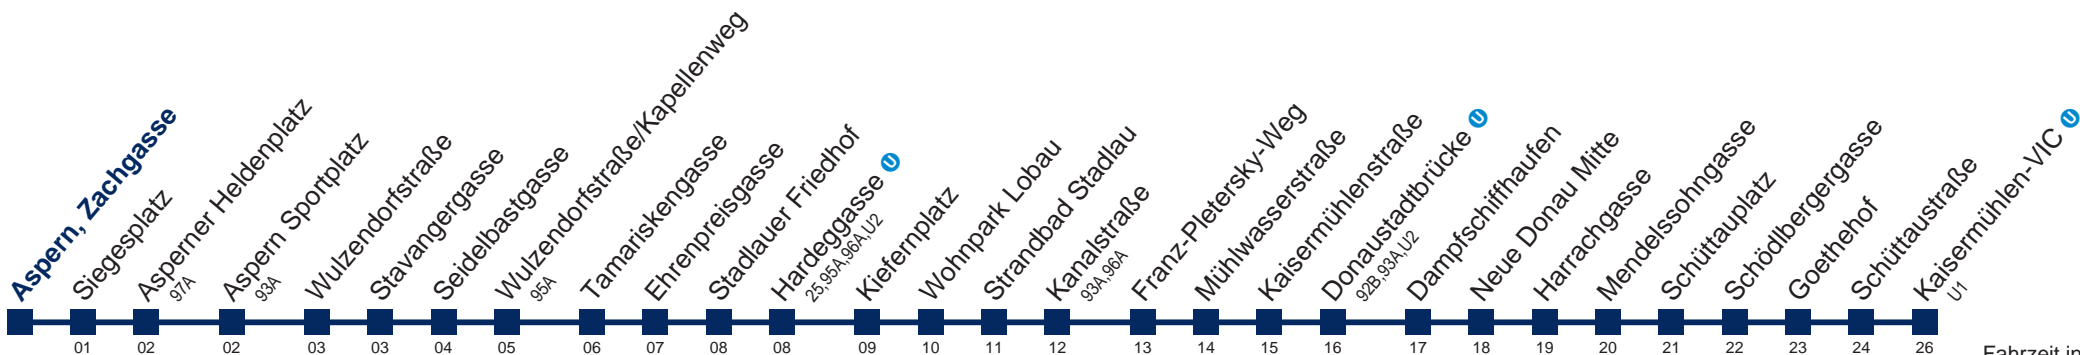 Aspern, Zachgasse
Siegesplatz
Asperner Heldenplatz
97A
Aspern Sportplatz
93A
Wulzendorfstraße
Stavangergasse
Seidelbastgasse
Wulzendorfstraße/Kapellenweg
95A
Tamariskengasse
Ehrenpreisgasse
Stadlauer Friedhof
Hardeggasse U
25,95A,96A,U2
Kiefernplatz
Wohnpark Lobau
Strandbad Stadlau
Kanalstraße
93A,96A
Franz-Pletersky-Weg
Mühlwasserstraße
Kaisermühlenstraße
Donaustadtbrücke U
92B,93A,U2
Dampfschiffhaufen
Neue Donau Mitte
Harrachgasse
Mendelssohngasse
Schüttauplatz
Schödlbergergasse
Goethehof
Schüttaustraße
Kaisermühlen-VIC U
U1
01 02 02 03 03 04 05 06 07 08 08 09 10 11 12 13 14 15 16 17 18 19 20 21 22 23 24 26
Fahrzeit in